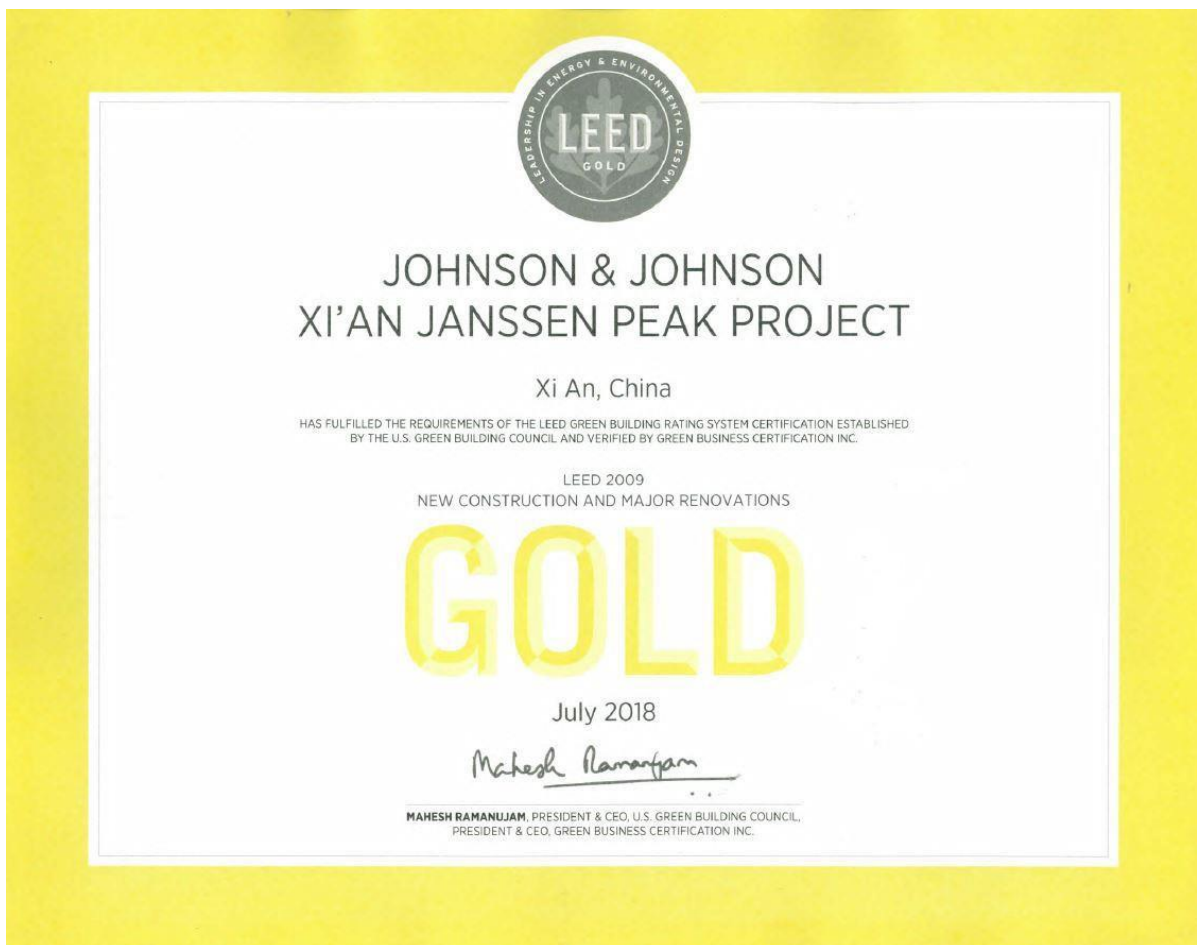 LEADERSHIP IN ENERGY & ENVIRONMENTAL DESIGN
LEED
GOLD
JOHNSON & JOHNSON
XI'AN JANSSEN PEAK PROJECT
Xi An, China
HAS FULFILLED THE REQUIREMENTS OF THE LEED GREEN BUILDING RATING SYSTEM CERTIFICATION ESTABLISHED
BY THE U.S. GREEN BUILDING COUNCIL AND VERIFIED BY GREEN BUSINESS CERTIFICATION INC.
LEED 2009
NEW CONSTRUCTION AND MAJOR RENOVATIONS
GOLD
July 2018
Mahesh Ramanujam
MAHESH RAMANUJAM, PRESIDENT & CEO, U.S. GREEN BUILDING COUNCIL,
PRESIDENT & CEO, GREEN BUSINESS CERTIFICATION INC.